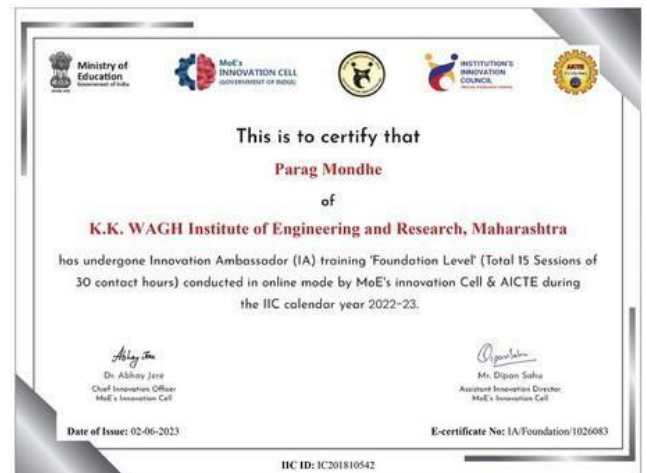 Ministry of
Education
Government of India
MoE's
INNOVATION CELL
(GOVERNMENT OF INDIA)
INSTITUTION'S
INNOVATION
COUNCIL
AICTE
This is to certify that
Parag Mondhe
of
K.K. WAGH Institute of Engineering and Research, Maharashtra
has undergone Innovation Ambassador (IA) training 'Foundation Level' (Total 15 Sessions of
30 contact hours) conducted in online mode by MoE's innovation Cell & AICTE during
the IIC calendar year 2022-23.
Dr. Abhay Jere
Chief Innovation Officer
MoE's Innovation Cell
Mr. Dipan Sahu
Assistant Innovation Director
MoE's Innovation Cell
Date of Issue: 02-06-2023
E-certificate No: IA/Foundation/1026083
IIC ID: IC201810542